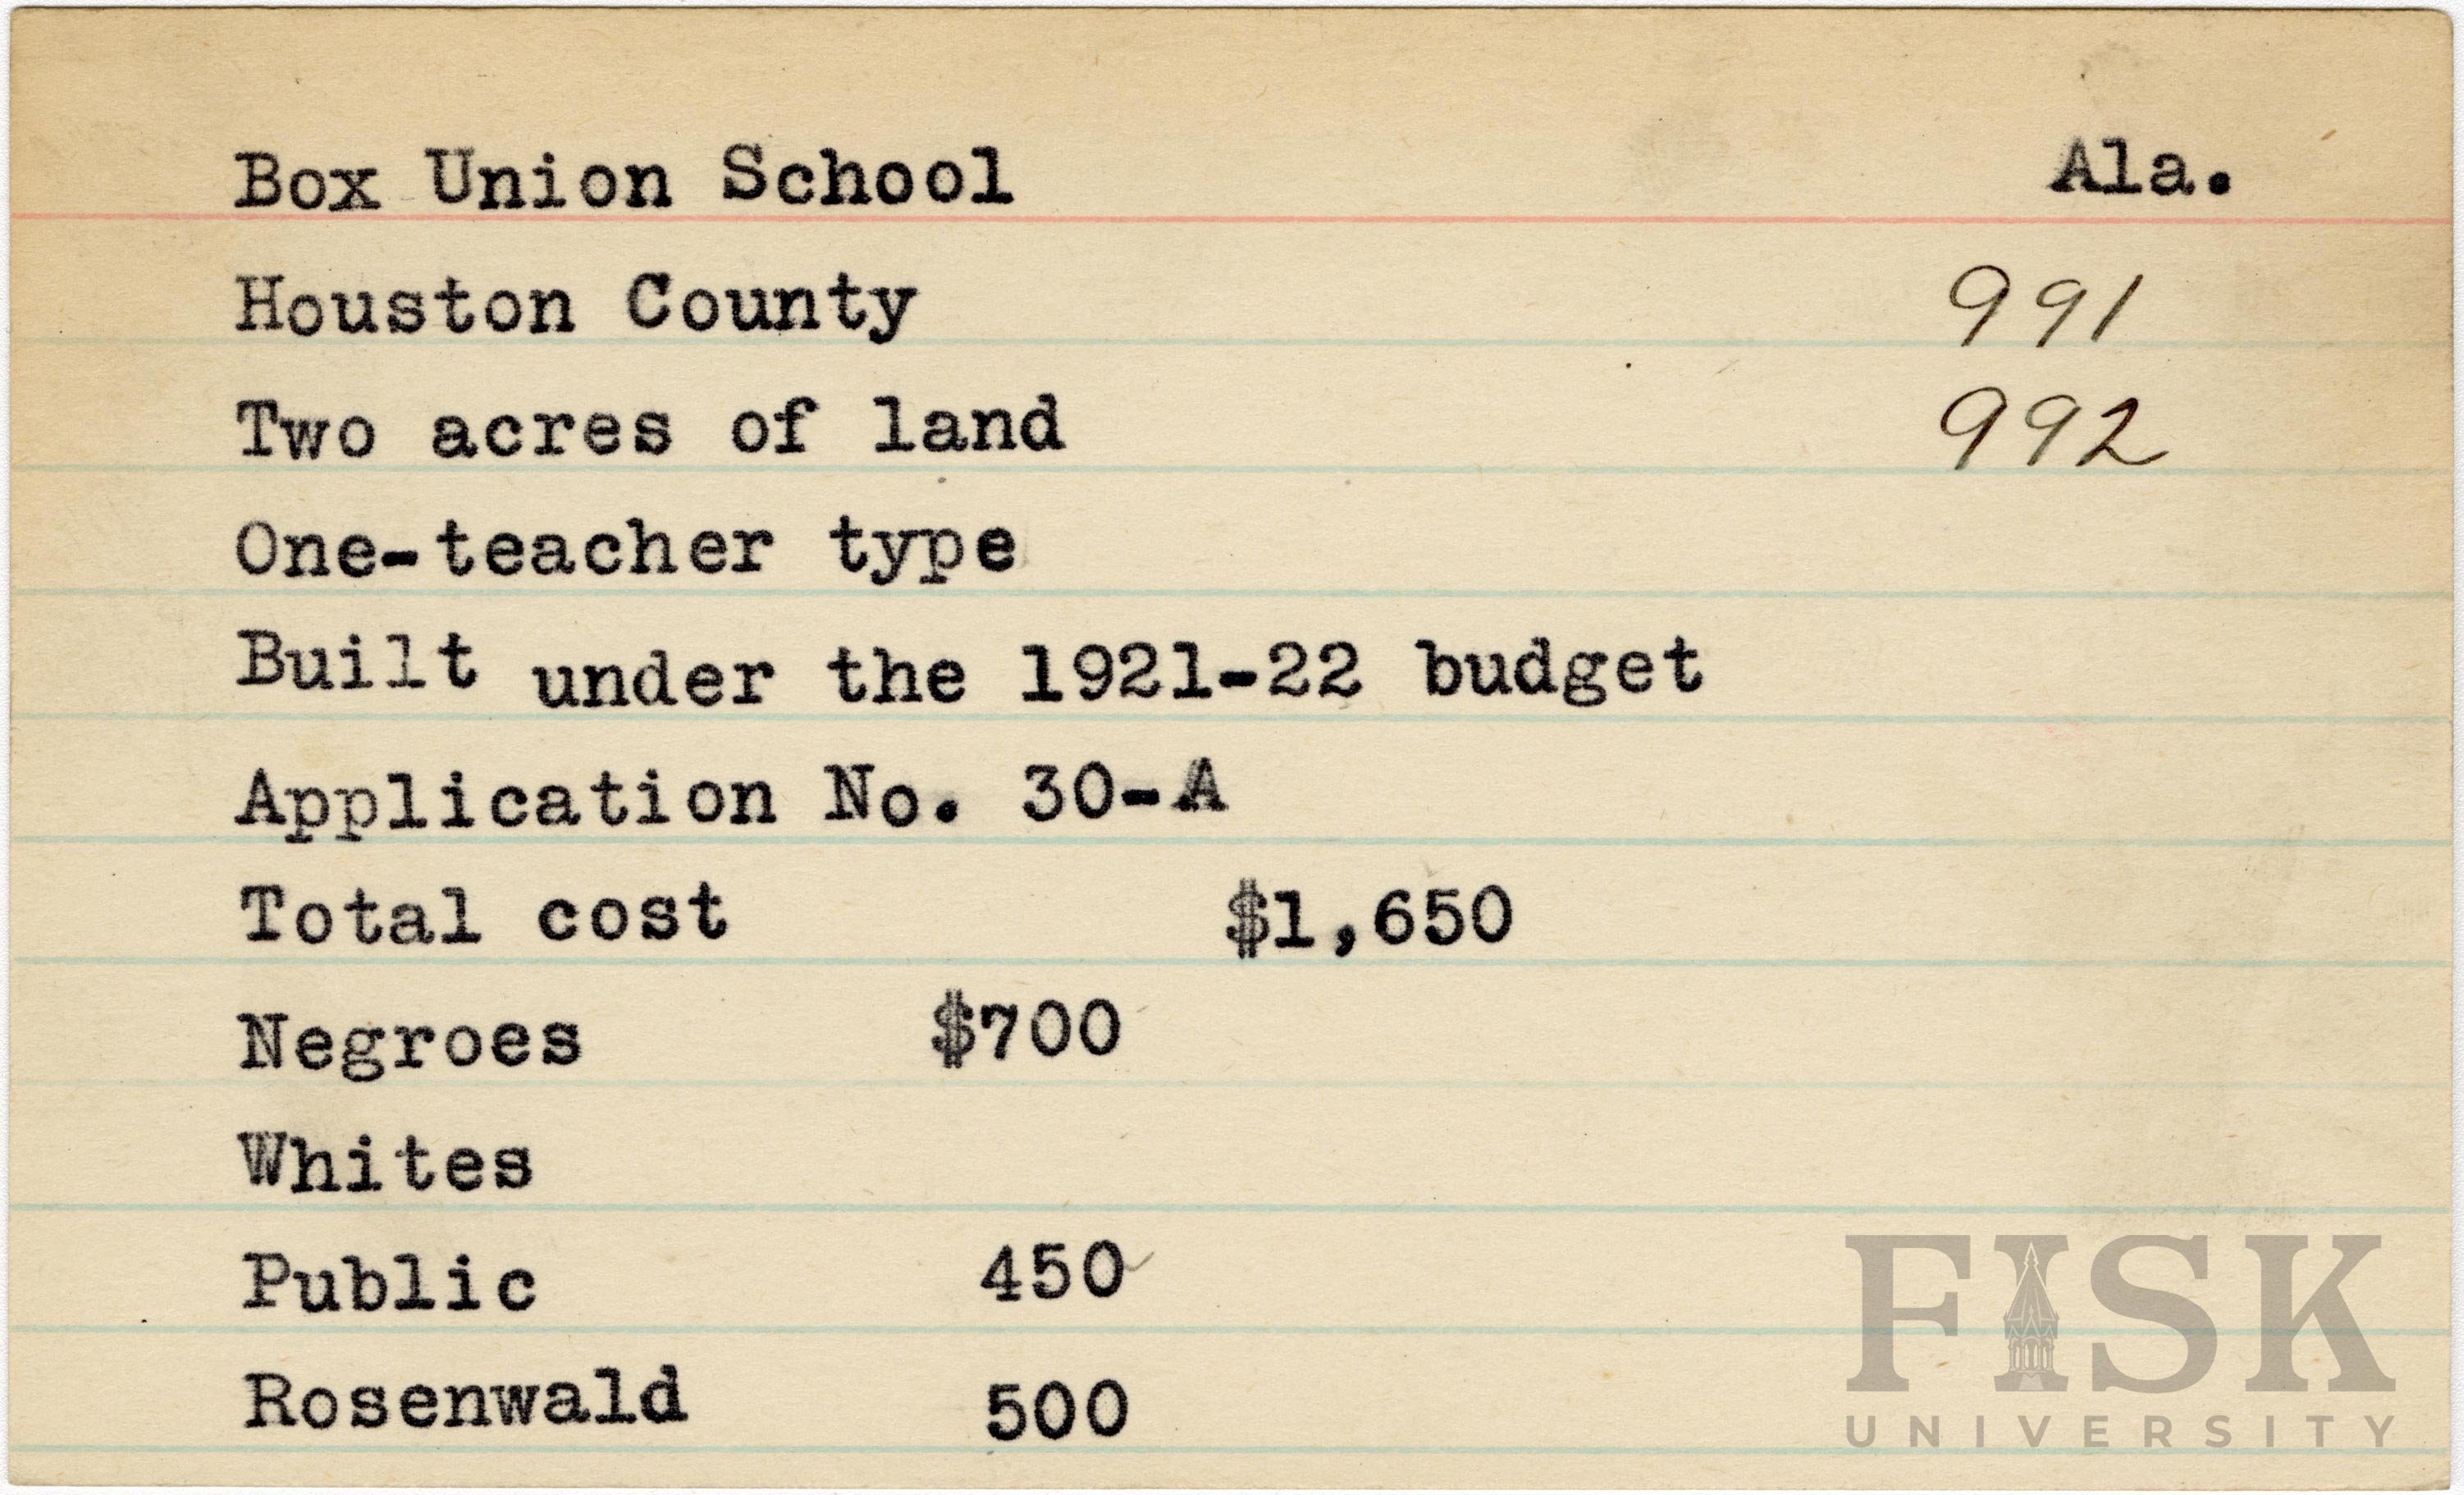 Box Union School Ala.
Houston County 991
Two acres of land 992
One-teacher type
Built under the 1921-22 budget
Application No. 30-A
Total cost $1,650
Negroes $700
Whites
Public 450
Rosenwald 500
FISK
UNIVERSITY